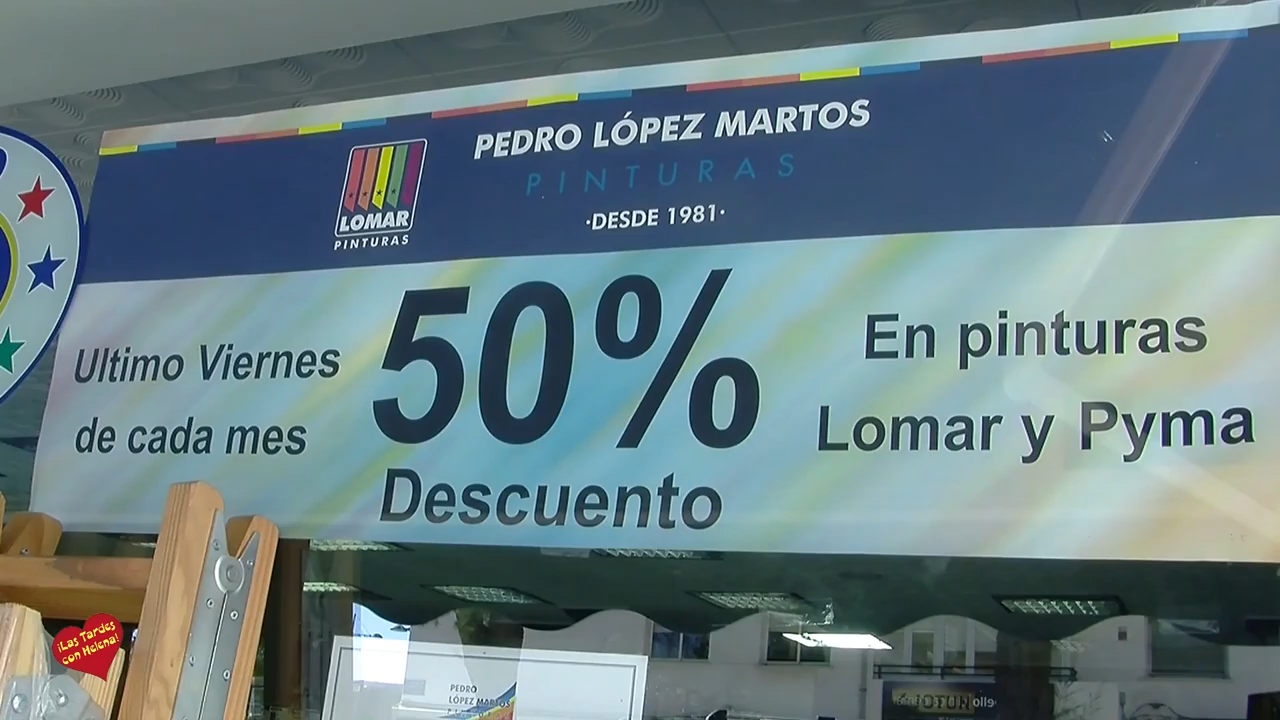 PEDRO LÓPEZ MARTOS
PINTURAS
·DESDE 1981·
LOMAR
PINTURAS
Ultimo Viernes
de cada mes
50%
Descuento
En pinturas
Lomar y Pyma
¡Las Tardes
con Helena!
PEDRO
LÓPEZ MARTOS